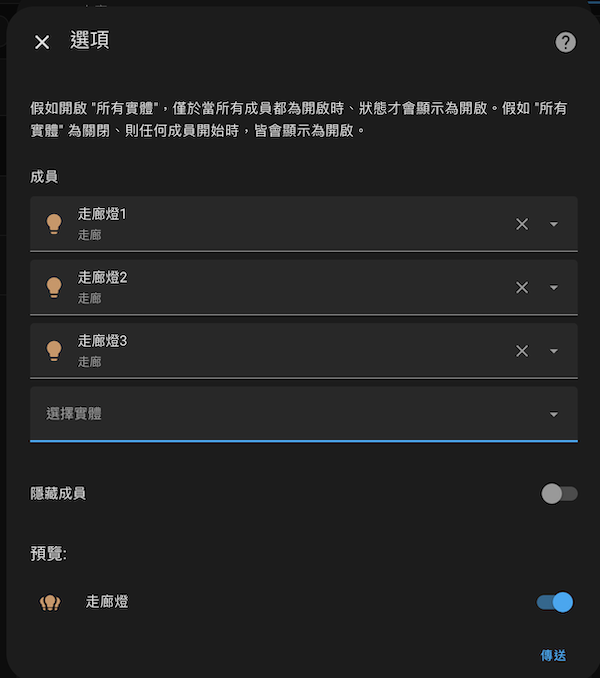 選項
假如開啟 "所有實體"，僅於當所有成員都為開啟時、狀態才會顯示為開啟。假如 "所有
實體" 為關閉、則任何成員開始時，皆會顯示為開啟。
成員
走廊燈1
走廊
走廊燈2
走廊
走廊燈3
走廊
選擇實體
隱藏成員
預覽:
走廊燈
傳送